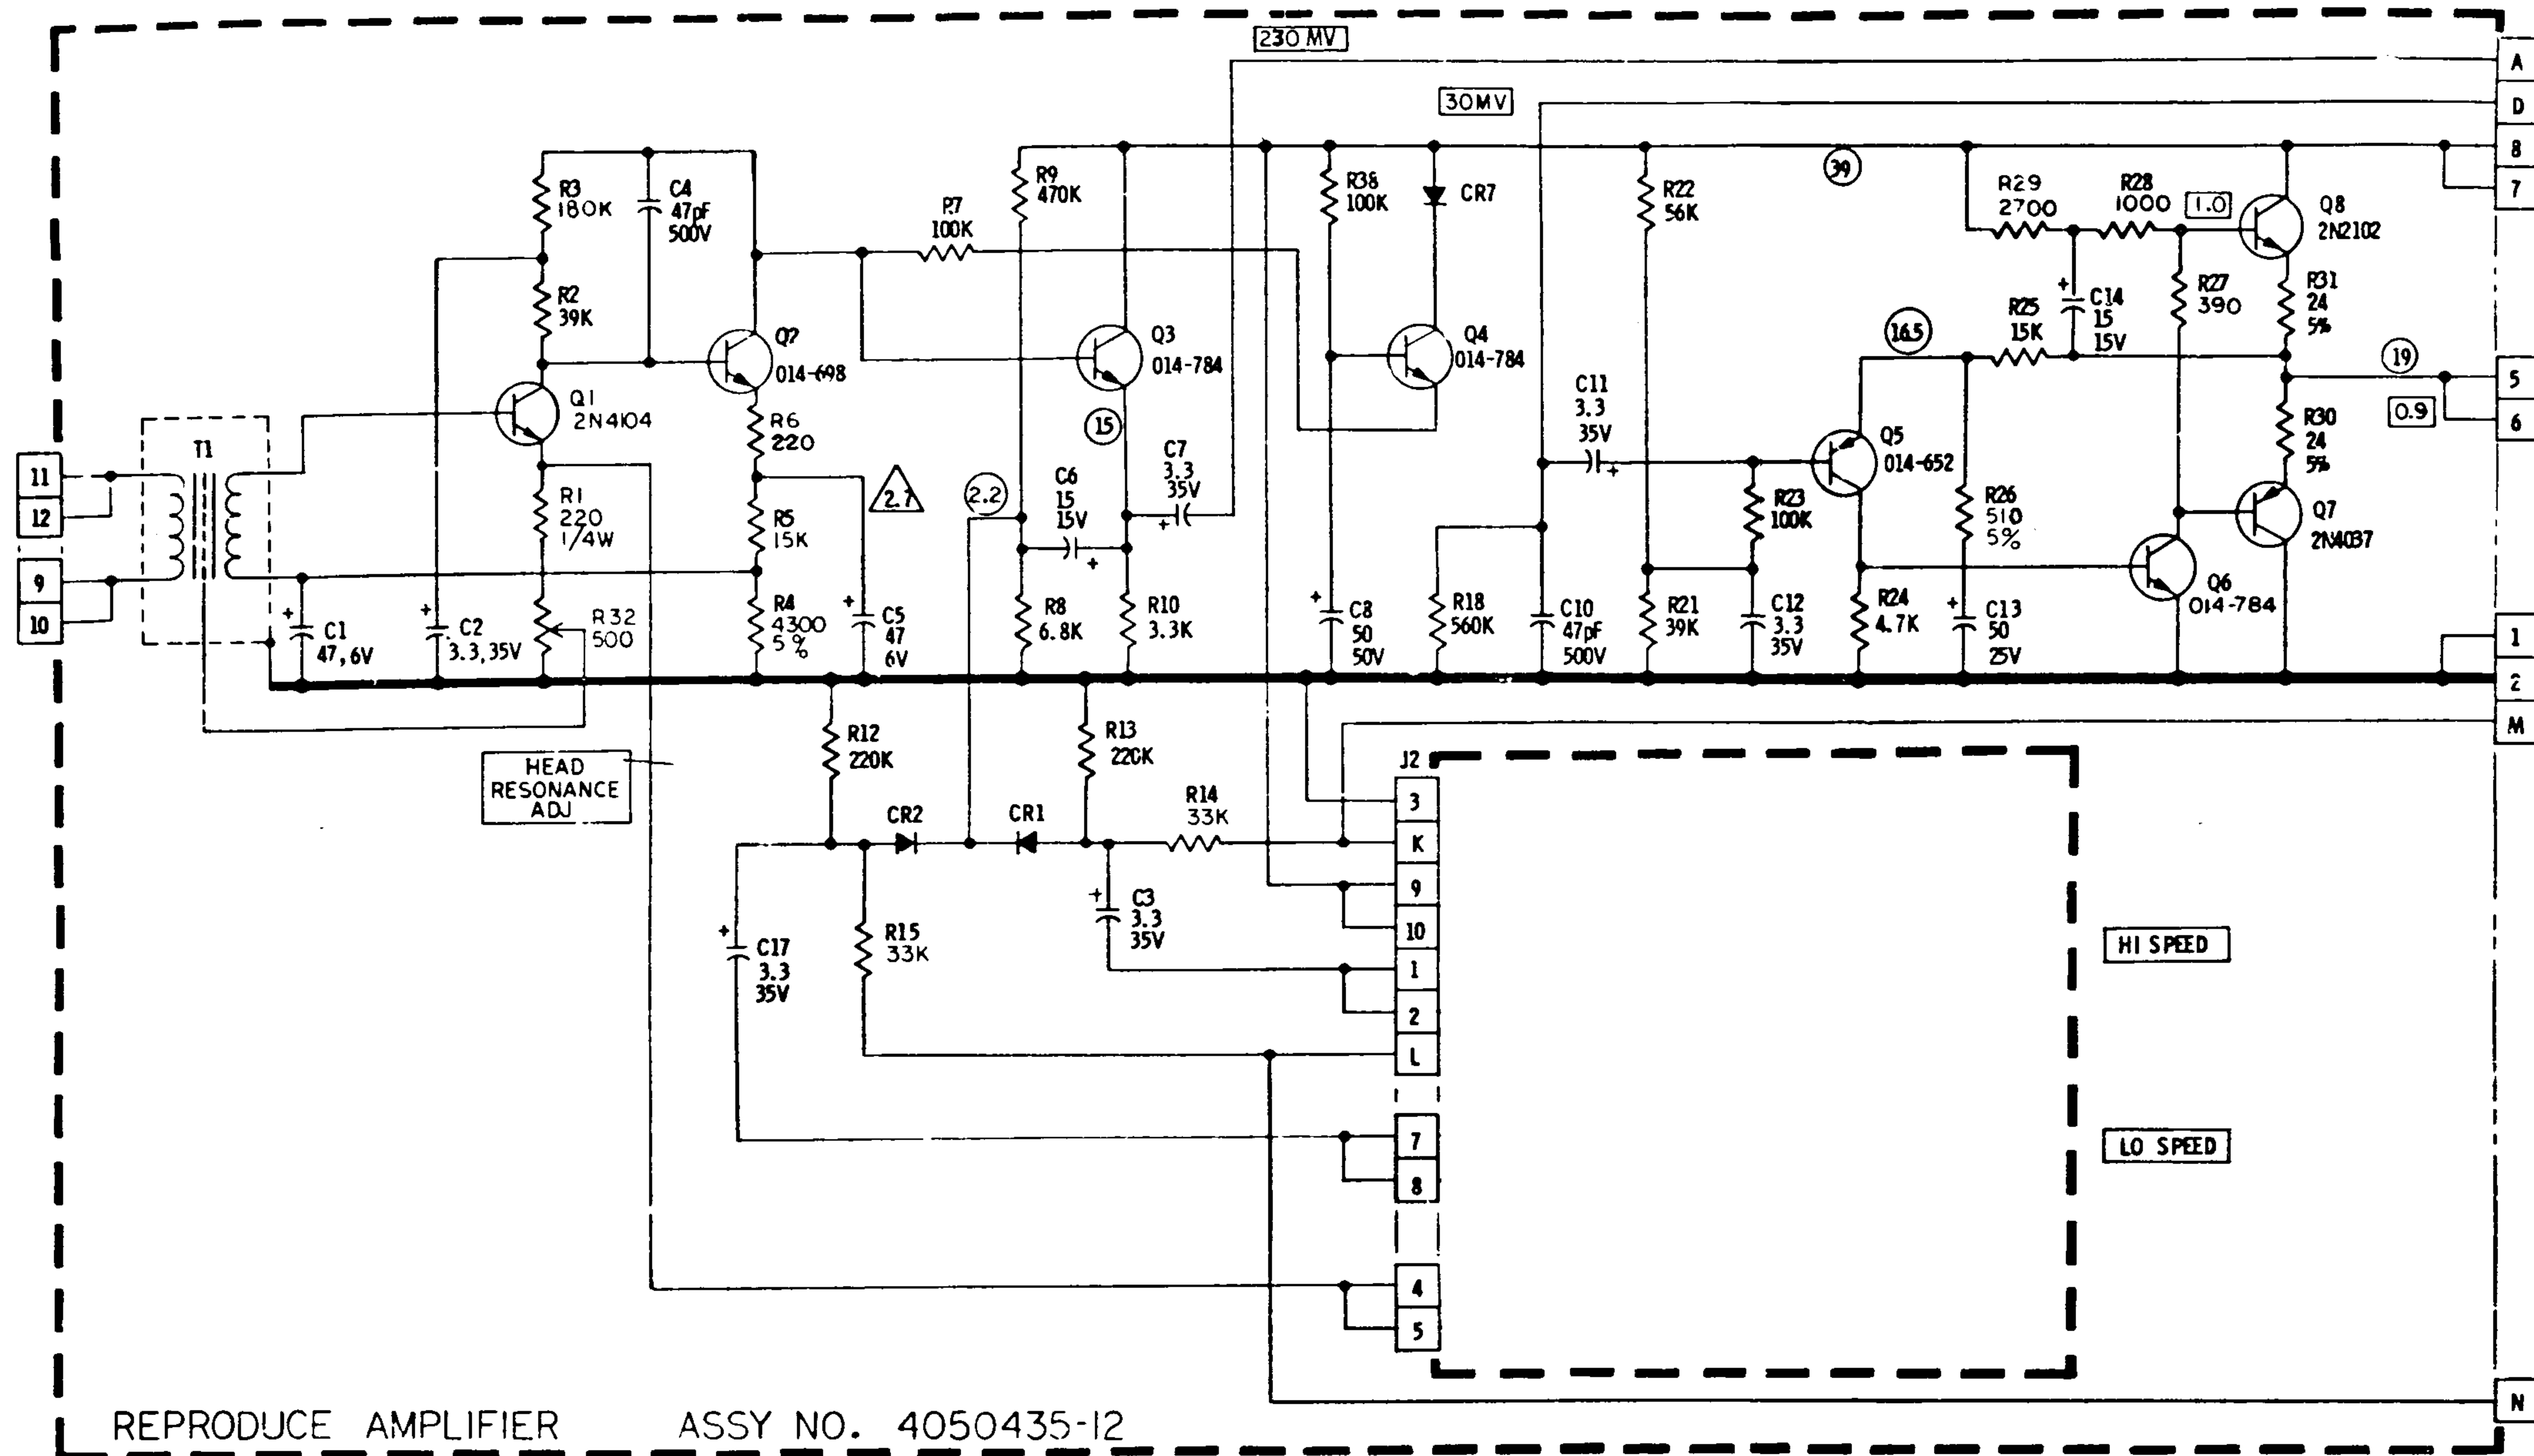 230 MV
A
30MV
D
8
7
39
R3
180K
C4
47pF
500V
R7
100K
R9
470K
R38
100K
CR7
R22
56K
R29
2700
R28
1000
1.0
Q8
2N2102
R2
39K
R27
390
R31
24
5%
C14
15
15V
R25
15K
16.5
19
5
6
0.9
Q2
014-698
Q3
014-784
Q4
014-784
Q1
2N4104
R6
220
15
C7
3.3
35V
C11
3.3
35V
Q5
014-652
R30
24
5%
T1
11
12
9
10
R1
220
1/4W
R5
15K
2.7
2.2
C6
15
15V
R23
100K
R26
510
5%
Q7
2N4037
Q6
014-784
C1
47,6V
C2
3.3,35V
R32
500
R4
4300
5%
C5
47
6V
R8
6.8K
R10
3.3K
C8
50
50V
R18
560K
C10
47pF
500V
R21
39K
C12
3.3
35V
R24
4.7K
C13
50
25V
1
2
M
HEAD
RESONANCE
ADJ
R12
220K
R13
220K
J2
3
R14
33K
CR2
CR1
K
9
10
C3
3.3
35V
R15
33K
C17
3.3
35V
HI SPEED
1
2
L
7
8
LO SPEED
4
5
N
REPRODUCE AMPLIFIER ASSY NO. 4050435-12